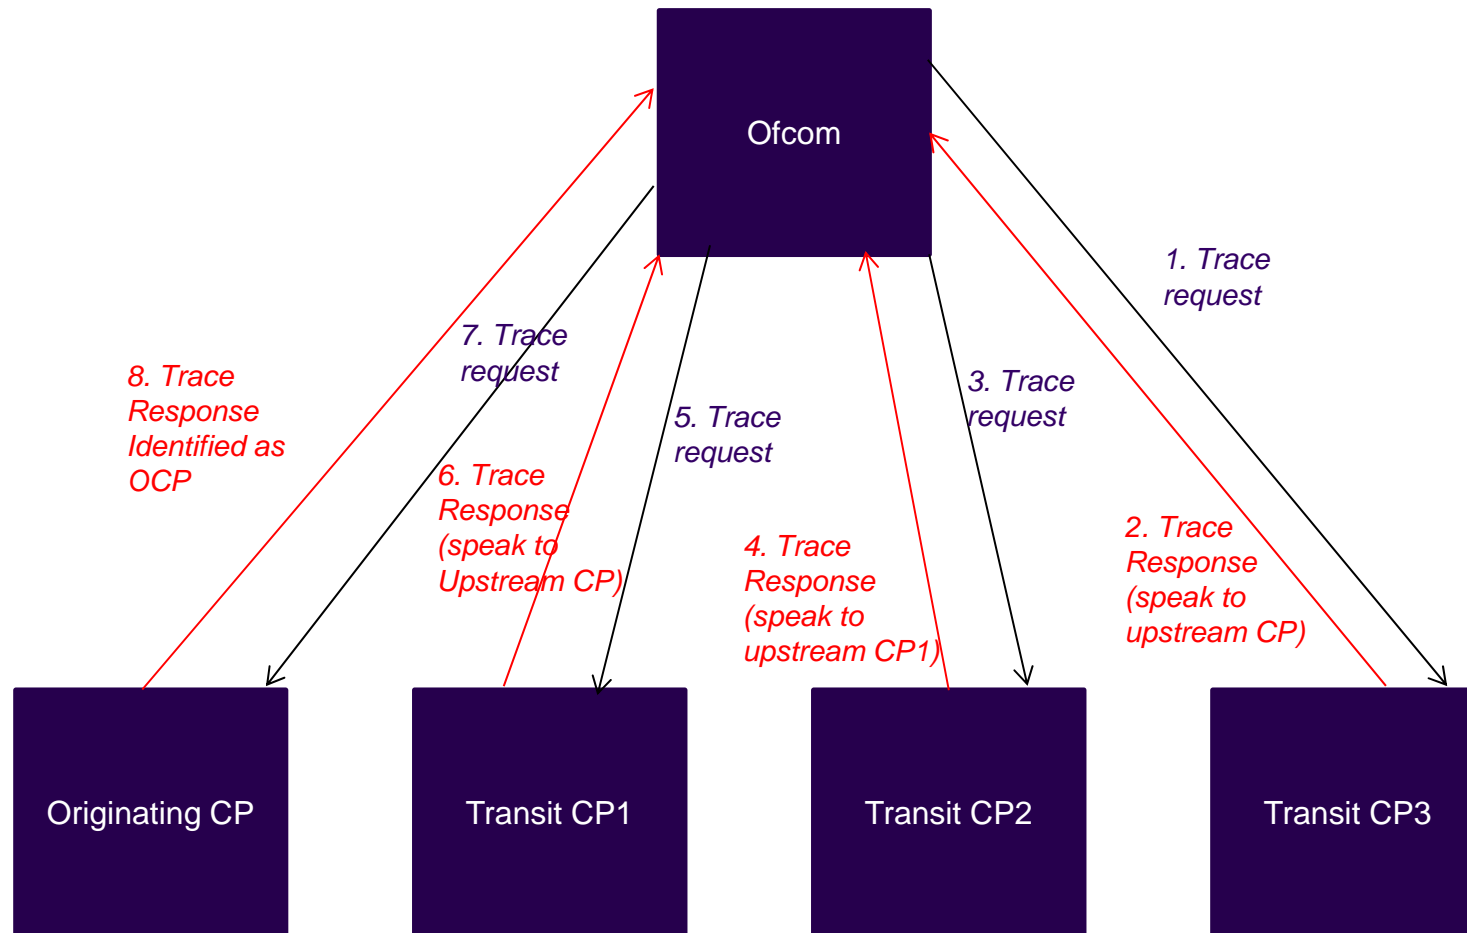 Ofcom
1. Trace
request
7. Trace
request
8. Trace
Response
Identified as
OCP
3. Trace
request
5. Trace
request
6. Trace
Response
(speak to
Upstream CP)
4. Trace
Response
(speak to
upstream CP1)
2. Trace
Response
(speak to
upstream CP)
Originating CP
Transit CP1
Transit CP2
Transit CP3